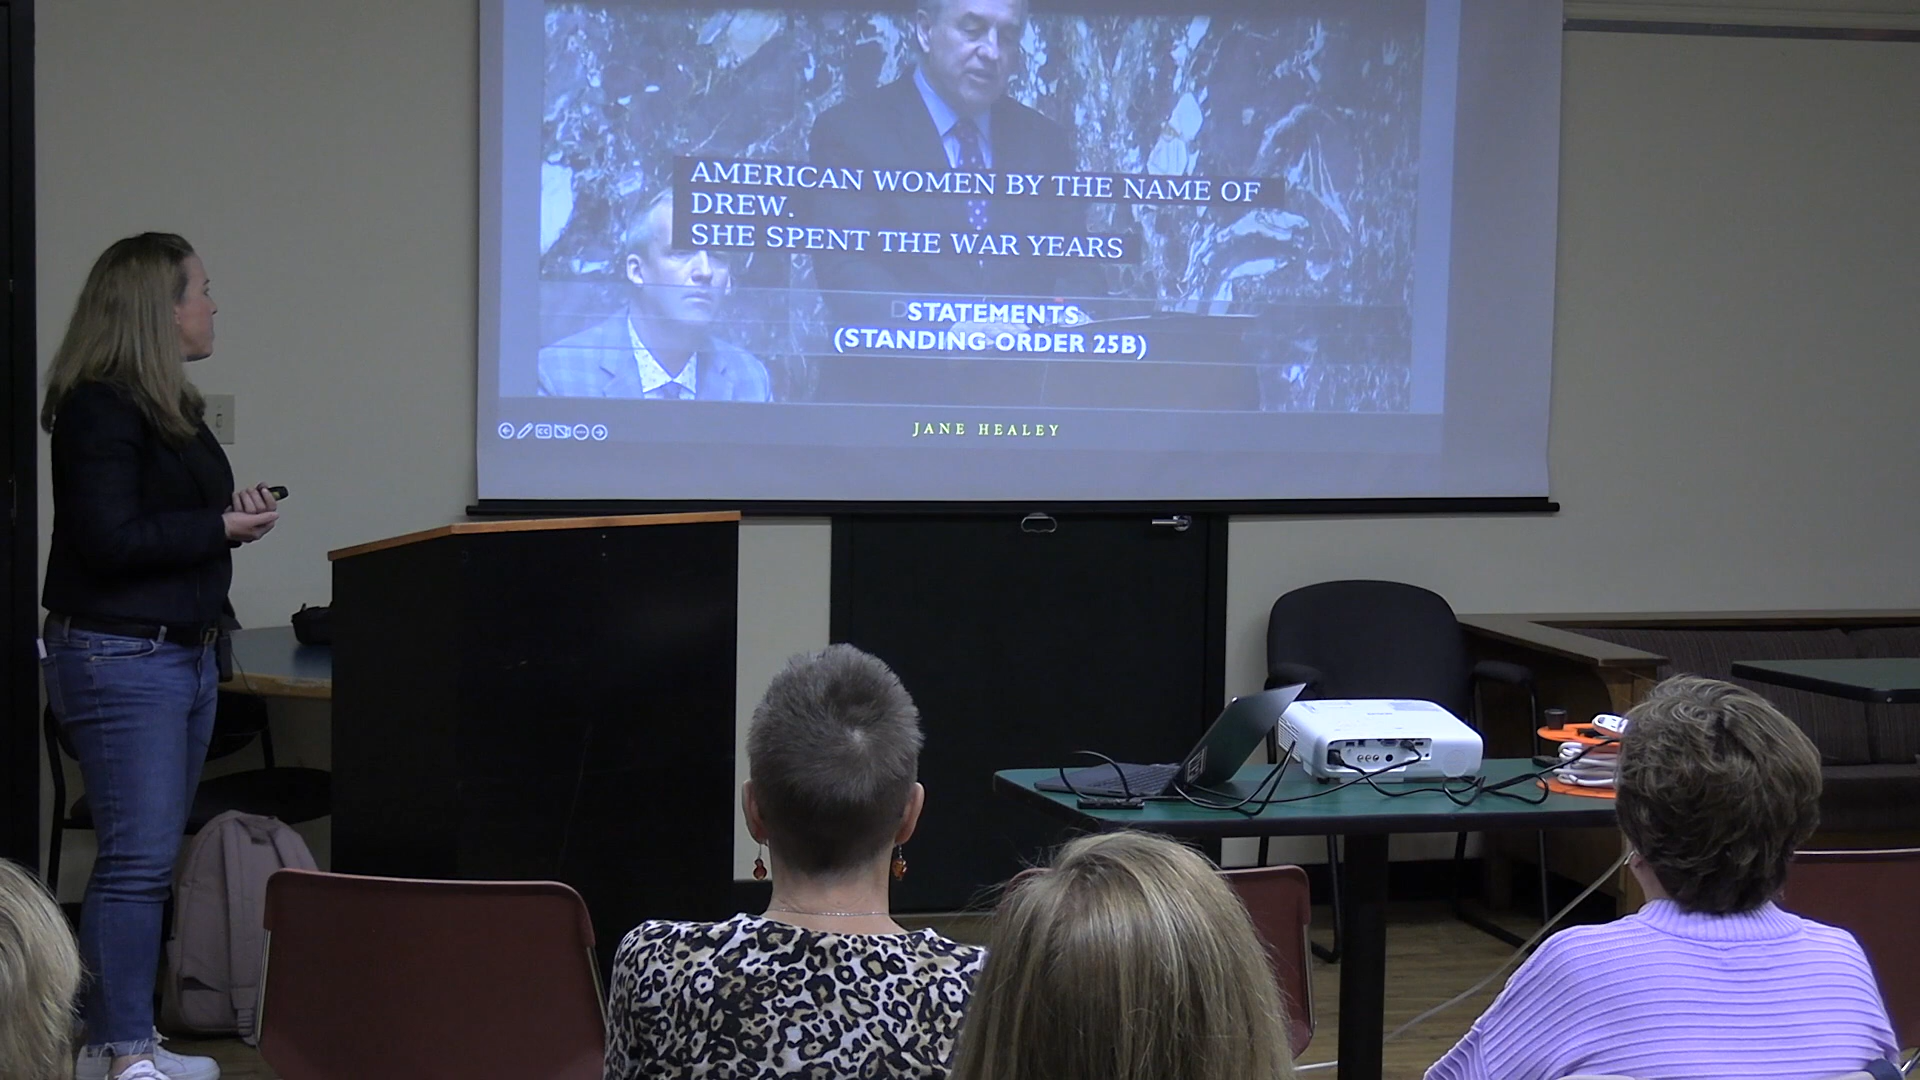 AMERICAN WOMEN BY THE NAME OF
DREW.
SHE SPENT THE WAR YEARS
STATEMENTS
(STANDING ORDER 25B)
JANE HEALEY